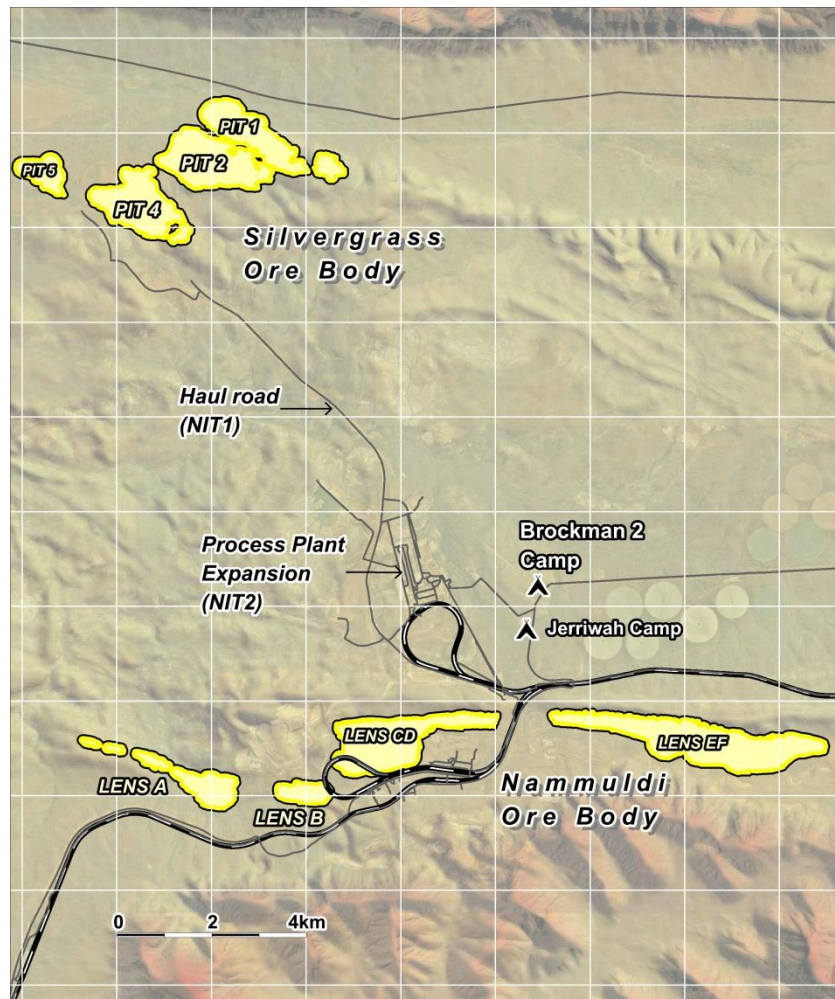 PIT 1
PIT 2
PIT 5
PIT 4
Silvergrass
Ore Body
Haul road
(NIT1)
Process Plant
Expansion
(NIT2)
Brockman 2
Camp
Jerriwah Camp
LENS CD
LENS EF
LENS A
LENS B
Nammuldi
Ore Body
0 2 4km